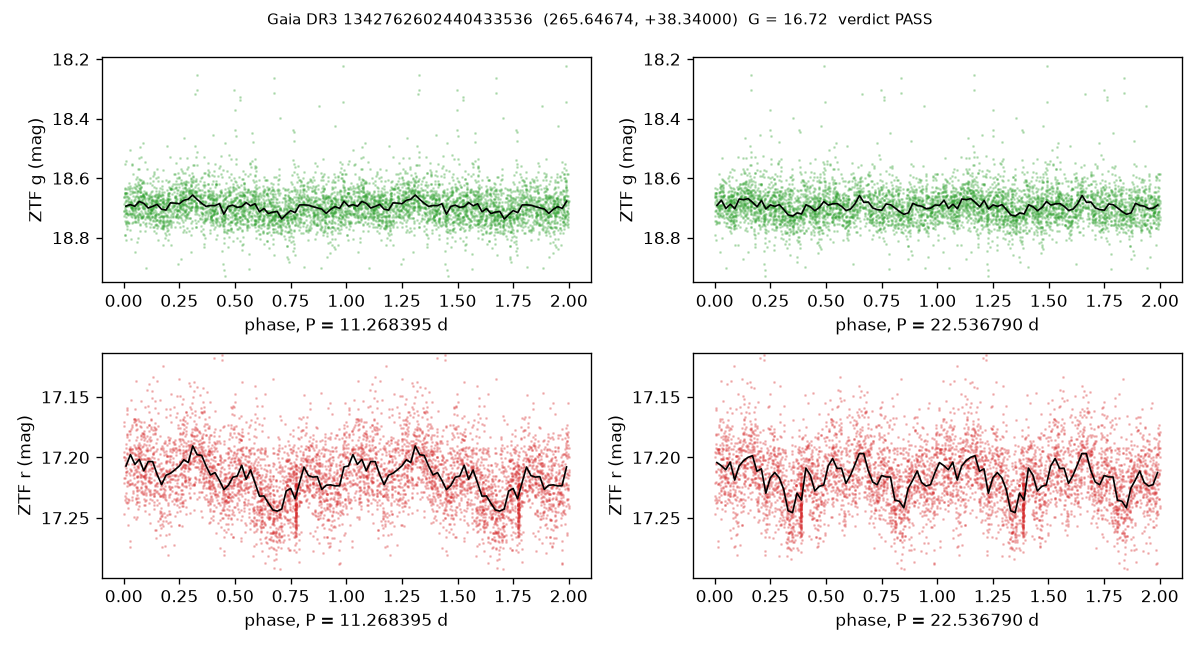 Gaia DR3 1342762602440433536 (265.64674, +38.34000) G = 16.72 verdict PASS
ZTF g (mag)
18.2
18.4
18.6
18.8
0.00 0.25 0.50 0.75 1.00 1.25 1.50 1.75 2.00
phase, P = 11.268395 d
ZTF g (mag)
18.2
18.4
18.6
18.8
0.00 0.25 0.50 0.75 1.00 1.25 1.50 1.75 2.00
phase, P = 22.536790 d
ZTF r (mag)
17.15
17.20
17.25
0.00 0.25 0.50 0.75 1.00 1.25 1.50 1.75 2.00
phase, P = 11.268395 d
ZTF r (mag)
17.15
17.20
17.25
0.00 0.25 0.50 0.75 1.00 1.25 1.50 1.75 2.00
phase, P = 22.536790 d